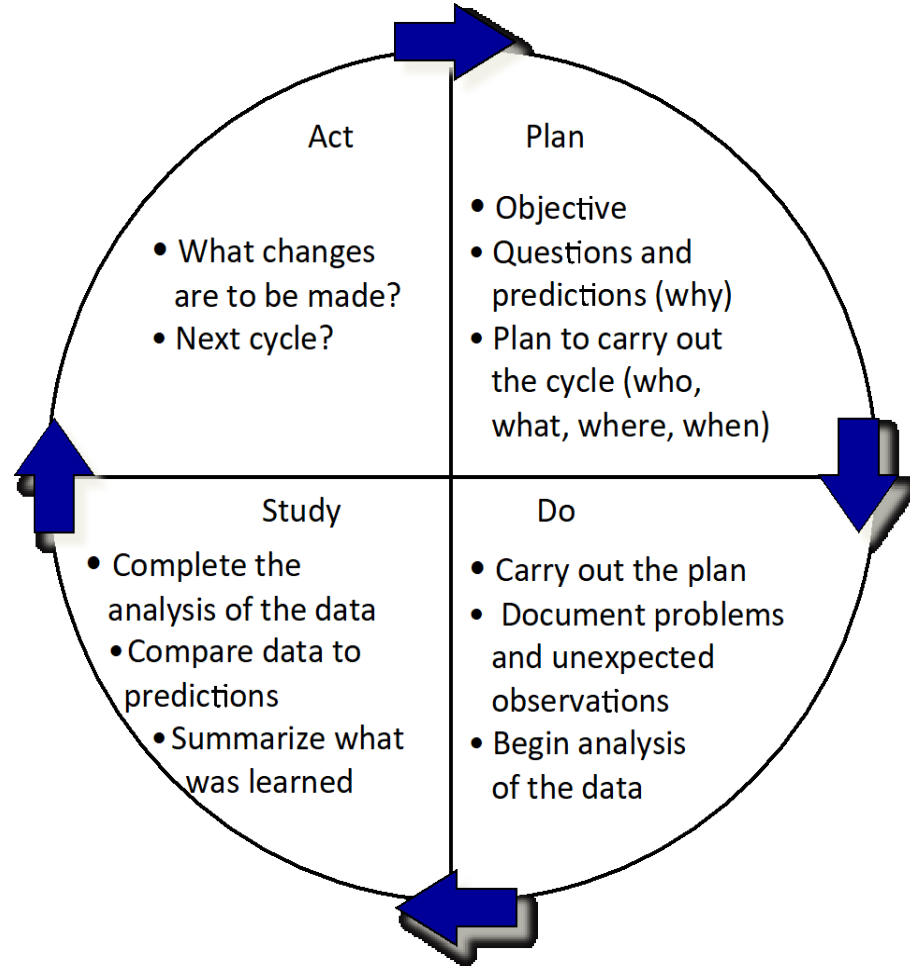 Act
• What changes
are to be made?
• Next cycle?
Plan
• Objective
• Questions and
predictions (why)
• Plan to carry out
the cycle (who,
what, where, when)
Study
• Complete the
analysis of the data
• Compare data to
predictions
• Summarize what
was learned
Do
• Carry out the plan
• Document problems
and unexpected
observations
• Begin analysis
of the data